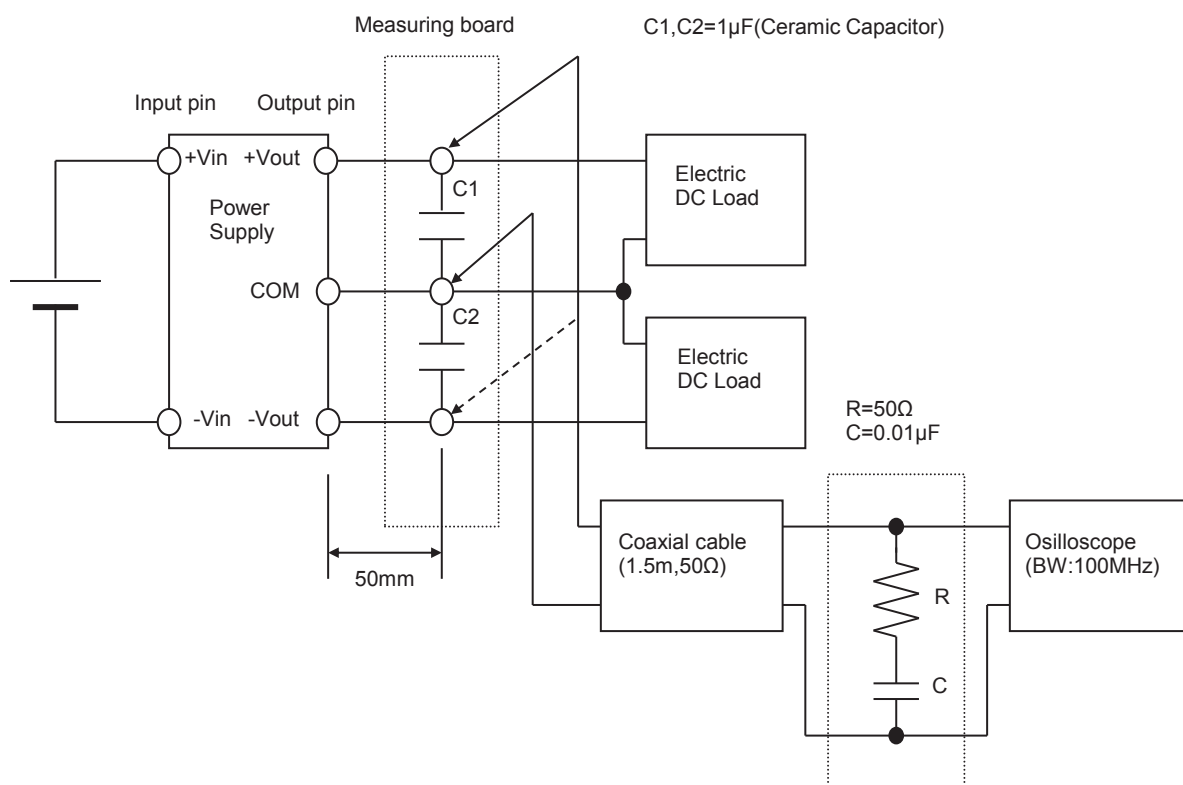 Measuring board
C1,C2=1µF(Ceramic Capacitor)
Input pin
Output pin
+Vin
+Vout
C1
Power
Supply
COM
C2
-Vin
-Vout
50mm
Electric
DC Load
Electric
DC Load
R=50Ω
C=0.01µF
Coaxial cable
(1.5m,50Ω)
R
C
Osilloscope
(BW:100MHz)